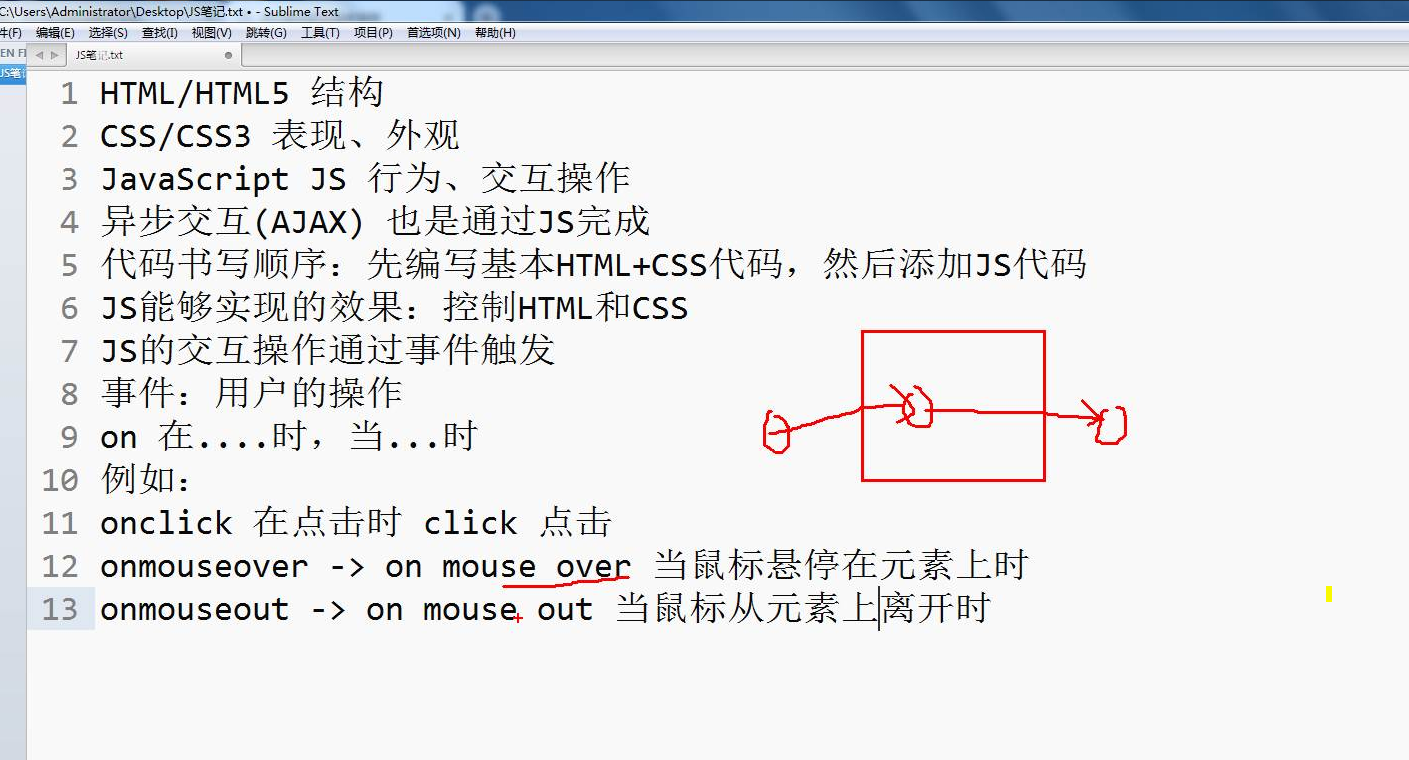 C:\Users\Administrator\Desktop\JS笔记.txt • - Sublime Text
件(F) 编辑(E) 选择(S) 查找(I) 视图(V) 跳转(G) 工具(T) 项目(P) 首选项(N) 帮助(H)
EN FI JS笔记.txt
JS笔记
1 HTML/HTML5 结构
2 CSS/CSS3 表现、外观
3 JavaScript JS 行为、交互操作
4 异步交互(AJAX) 也是通过JS完成
5 代码书写顺序：先编写基本HTML+CSS代码，然后添加JS代码
6 JS能够实现的效果：控制HTML和CSS
7 JS的交互操作通过事件触发
8 事件：用户的操作
9 on 在....时，当...时
10 例如：
11 onclick 在点击时 click 点击
12 onmouseover -> on mouse over 当鼠标悬停在元素上时
13 onmouseout -> on mouse out 当鼠标从元素上离开时